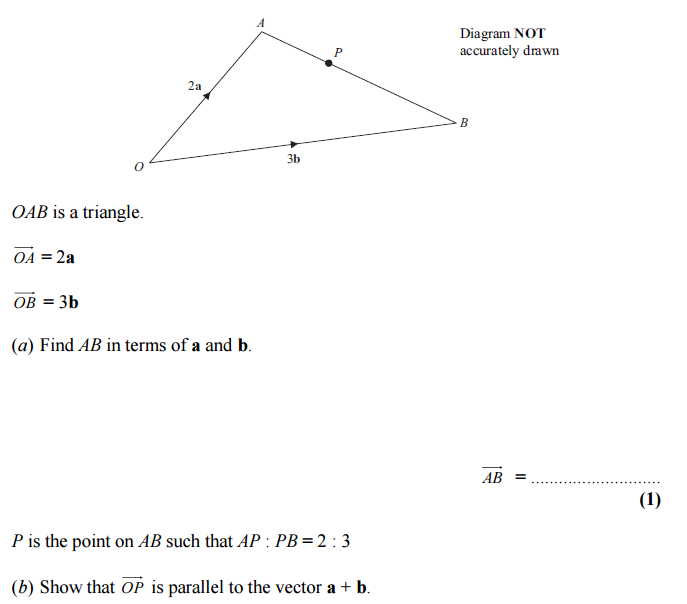 A
Diagram NOT
accurately drawn
P
2a
B
3b
O
OAB is a triangle.
OA = 2a
OB = 3b
(a) Find AB in terms of a and b.
AB = ............................
(1)
P is the point on AB such that AP : PB = 2 : 3
(b) Show that OP is parallel to the vector a + b.